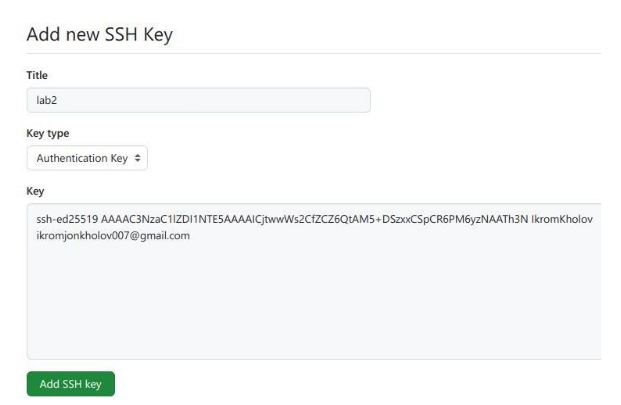 Add new SSH Key
Title
lab2
Key type
Authentication Key
Key
ssh-ed25519 AAAAC3NzaC1lZDI1NTE5AAAAICjtwwWs2CfZCZ6QtAM5+DSzxxCSpCR6PM6yzNAATh3N IkromKholov
ikromjonkholov007@gmail.com
Add SSH key